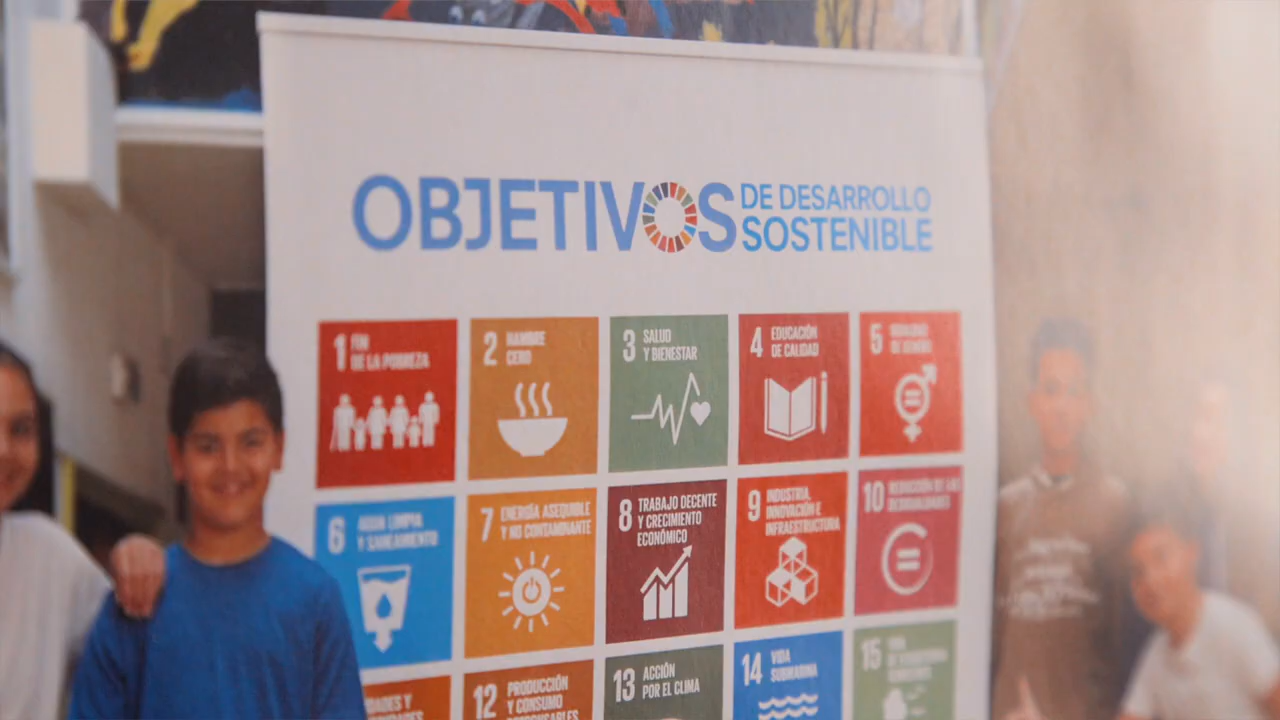 OBJETIVOS DE DESARROLLO
SOSTENIBLE
1 FIN
DE LA POBREZA
2 HAMBRE
CERO
3 SALUD
Y BIENESTAR
4 EDUCACIÓN
DE CALIDAD
5 IGUALDAD
DE GÉNERO
6 AGUA LIMPIA
Y SANEAMIENTO
7 ENERGÍA ASEQUIBLE
Y NO CONTAMINANTE
8 TRABAJO DECENTE
Y CRECIMIENTO
ECONÓMICO
9 INDUSTRIA,
INNOVACIÓN E
INFRAESTRUCTURA
10 REDUCCIÓN DE LAS
DESIGUALDADES
12 PRODUCCIÓN
Y CONSUMO
RESPONSABLES
13 ACCIÓN
POR EL CLIMA
14 VIDA
SUBMARINA
15 VIDA